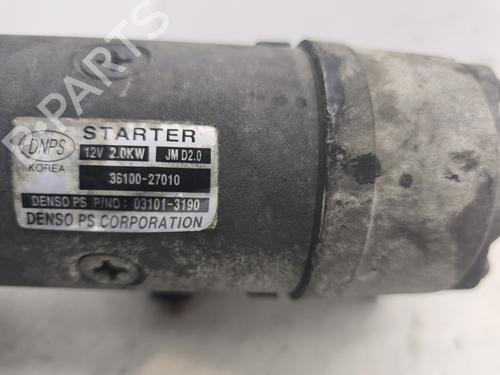 B-PARTS
DNPS
KOREA
STARTER
12V 2.0KW JM D2.0
36100-27010
DENSO PS P/NO : 03101-3190
DENSO PS CORPORATION
B-PARTS